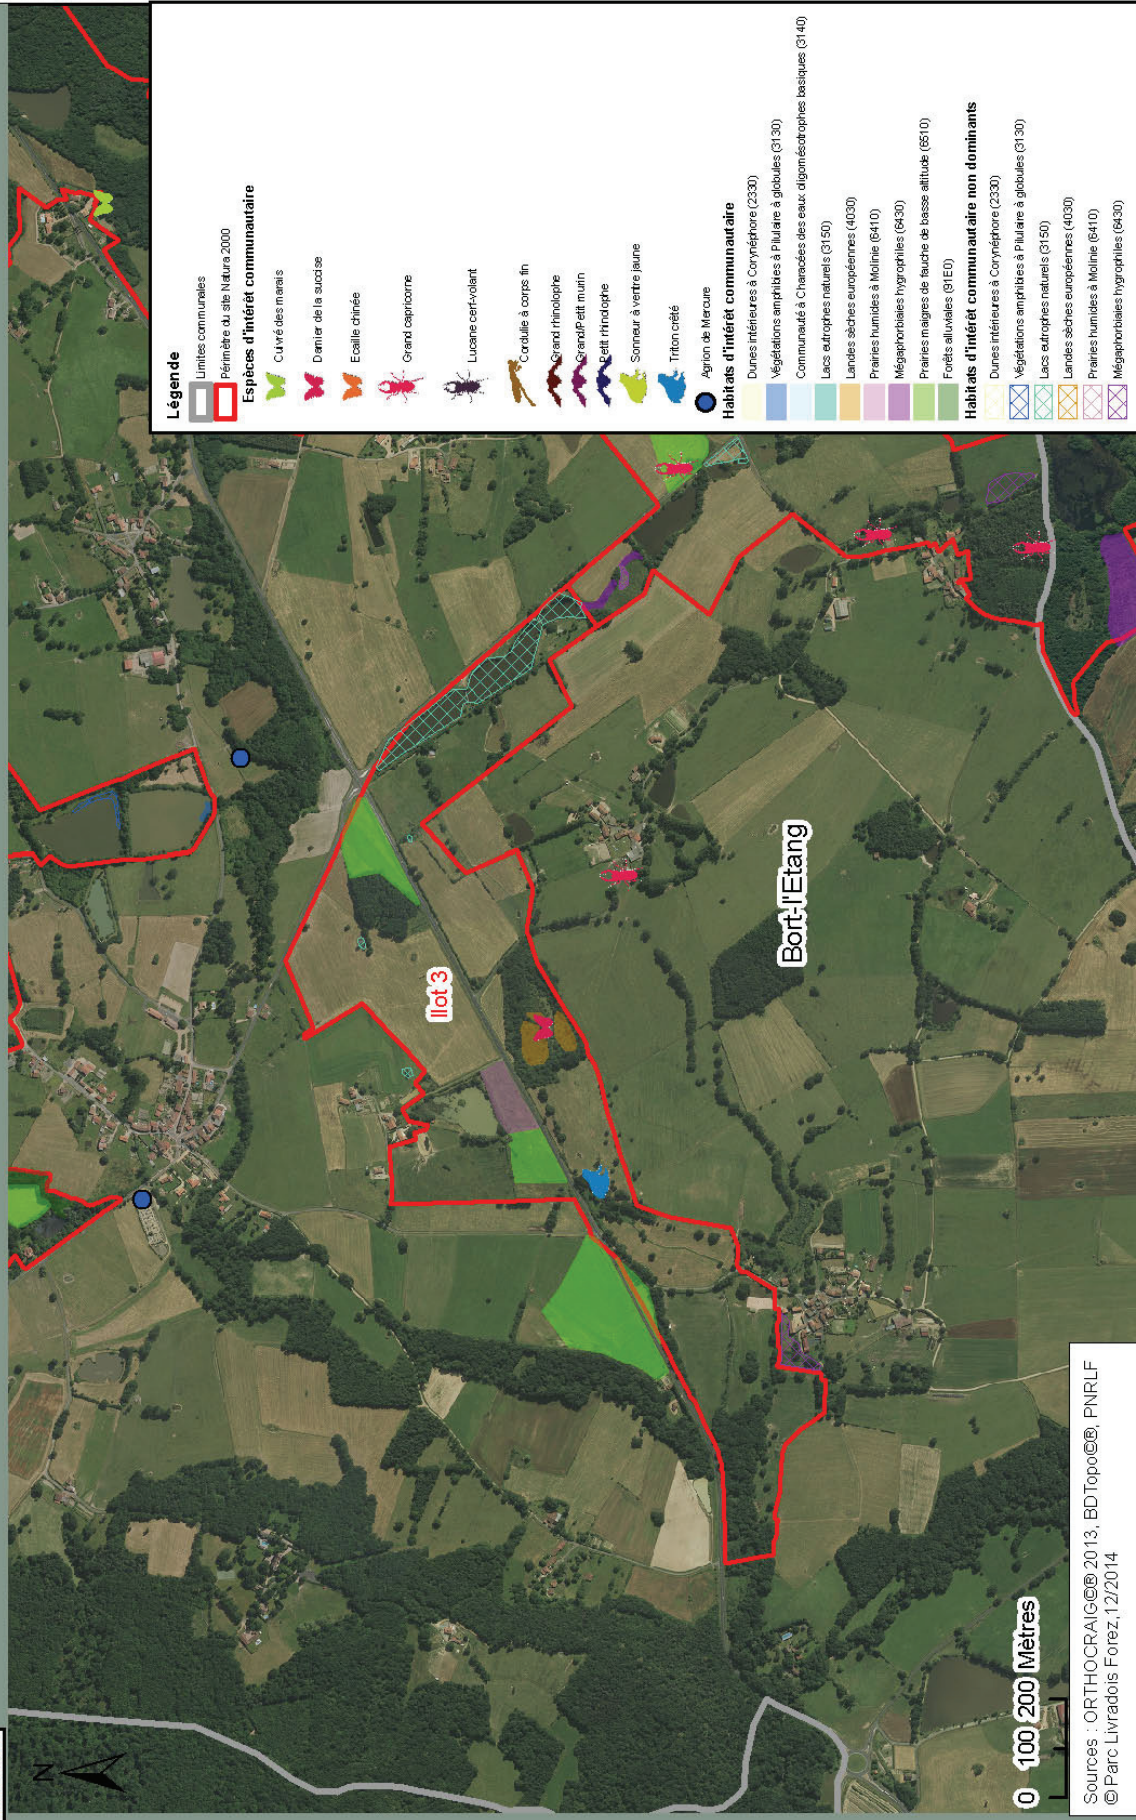 N
Ilot 3
Bort-l'Etang
Légende
Limites communales
Périmètre du site Natura 2000
Espèces d'intérêt communautaire
Cuivré des marais
Damier de la succise
Ecaille chinée
Grand capricorne
Lucane cerf-volant
Cordulie à corps fin
Grand rhinolophe
Grand/Petit murin
Petit rhinolophe
Sonneur à ventre jaune
Triton crêté
Agrion de Mercure
Habitats d'intérêt communautaire
Dunes intérieures à Corynéphore (2330)
Végétations amphibies à Pilulaire à globules (3130)
Communauté à Characées des eaux oligomésotrophes basiques (3140)
Lacs eutrophes naturels (3150)
Landes sèches européennes (4030)
Prairies humides à Molinie (6410)
Mégaphorbiaies hygrophiles (6430)
Prairies maigres de fauche de basse altitude (6510)
Forêts alluviales (91E0)
Habitats d'intérêt communautaire non dominants
Dunes intérieures à Corynéphore (2330)
Végétations amphibies à Pilulaire à globules (3130)
Lacs eutrophes naturels (3150)
Landes sèches européennes (4030)
Prairies humides à Molinie (6410)
Mégaphorbiaies hygrophiles (6430)
0 100 200 Mètres
Sources : ORTHOCRAIG©® 2013, BDTopo©®, PNRLF
© Parc Livradois Forez,12/2014